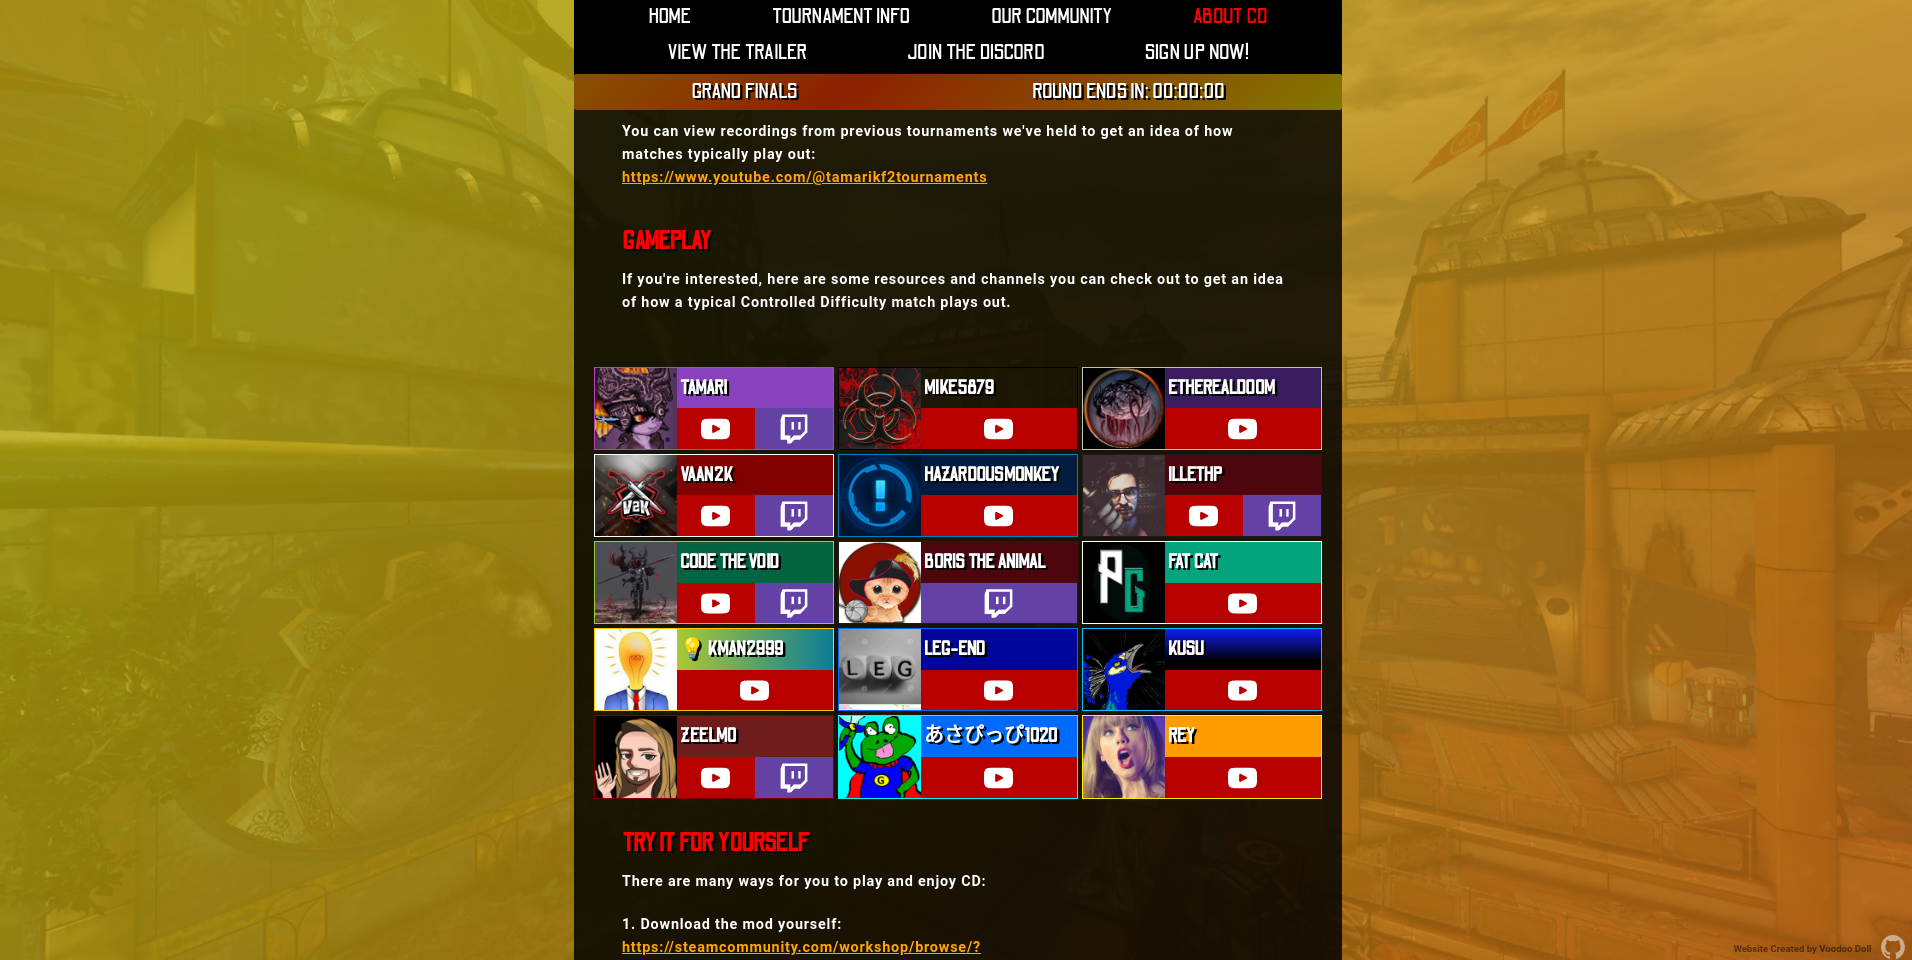 HOME TOURNAMENT INFO OUR COMMUNITY ABOUT CD
VIEW THE TRAILER JOIN THE DISCORD SIGN UP NOW!
GRAND FINALS ROUND ENDS IN: 00:00:00
You can view recordings from previous tournaments we've held to get an idea of how
matches typically play out:
https://www.youtube.com/@tamarikf2tournaments
GAMEPLAY
If you're interested, here are some resources and channels you can check out to get an idea
of how a typical Controlled Difficulty match plays out.
TAMARI MIKE5879 ETHEREALDOOM
VAAN2K HAZARDOUSMONKEY ILLETHP
V2K
CODE THE VOID BORIS THE ANIMAL FAT CAT
PG
💡 KMAN2999 LEG-END KUSU
LEG
ZEELMO あさぴっぴ1020 REY
G
TRY IT FOR YOURSELF
There are many ways for you to play and enjoy CD:
1. Download the mod yourself:
https://steamcommunity.com/workshop/browse/?
Website Created by Voodoo Doll